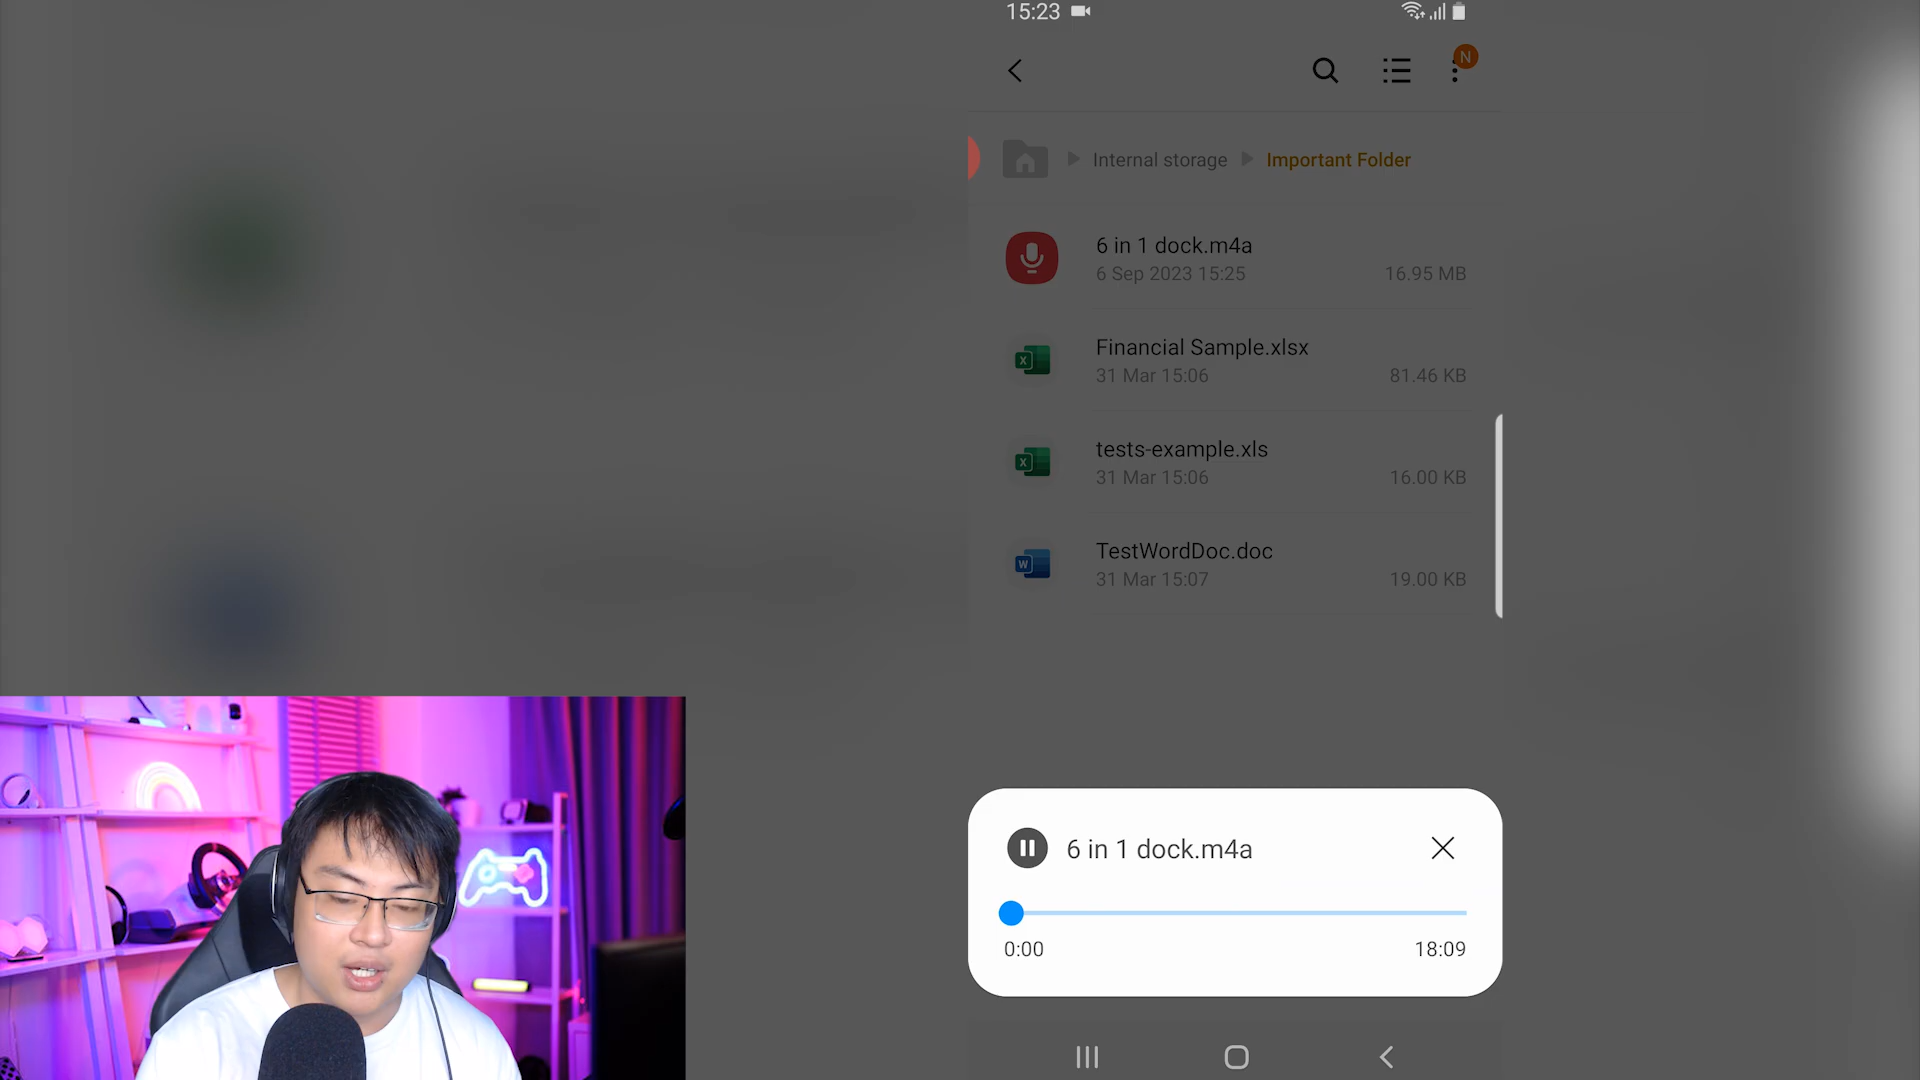 15:23
N
Internal storage
Important Folder
6 in 1 dock.m4a
6 Sep 2023 15:25
16.95 MB
X
Financial Sample.xlsx
31 Mar 15:06
81.46 KB
X
tests-example.xls
31 Mar 15:06
16.00 KB
W
TestWordDoc.doc
31 Mar 15:07
19.00 KB
6 in 1 dock.m4a
0:00
18:09